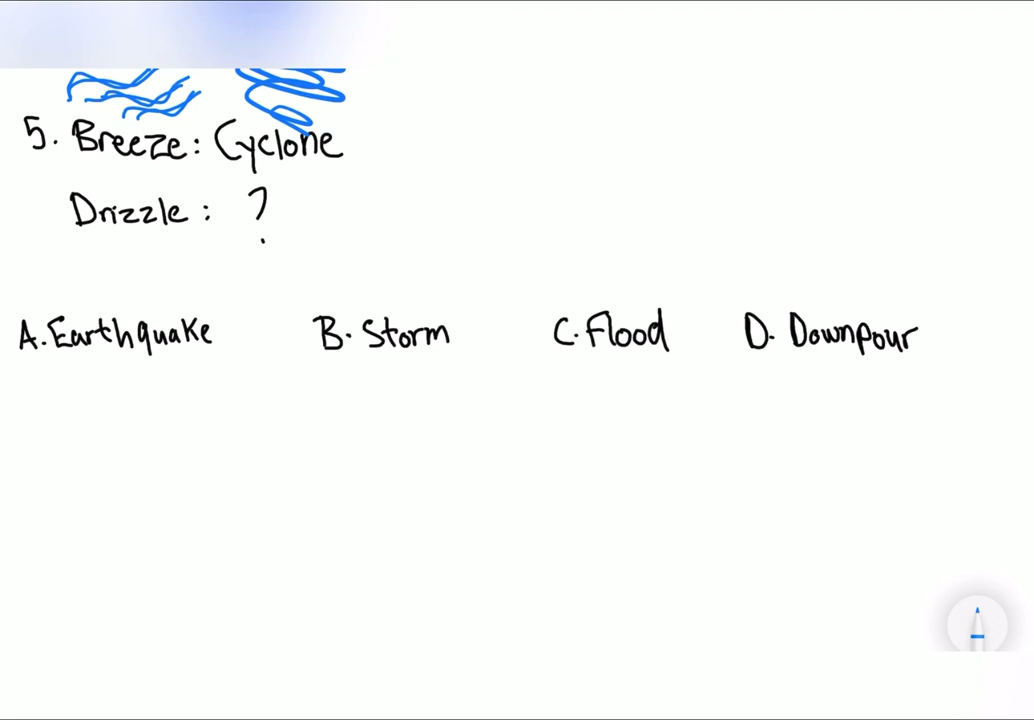 5. Breeze: Cyclone
Drizzle: ?
A. Earthquake B. Storm C. Flood D. Downpour